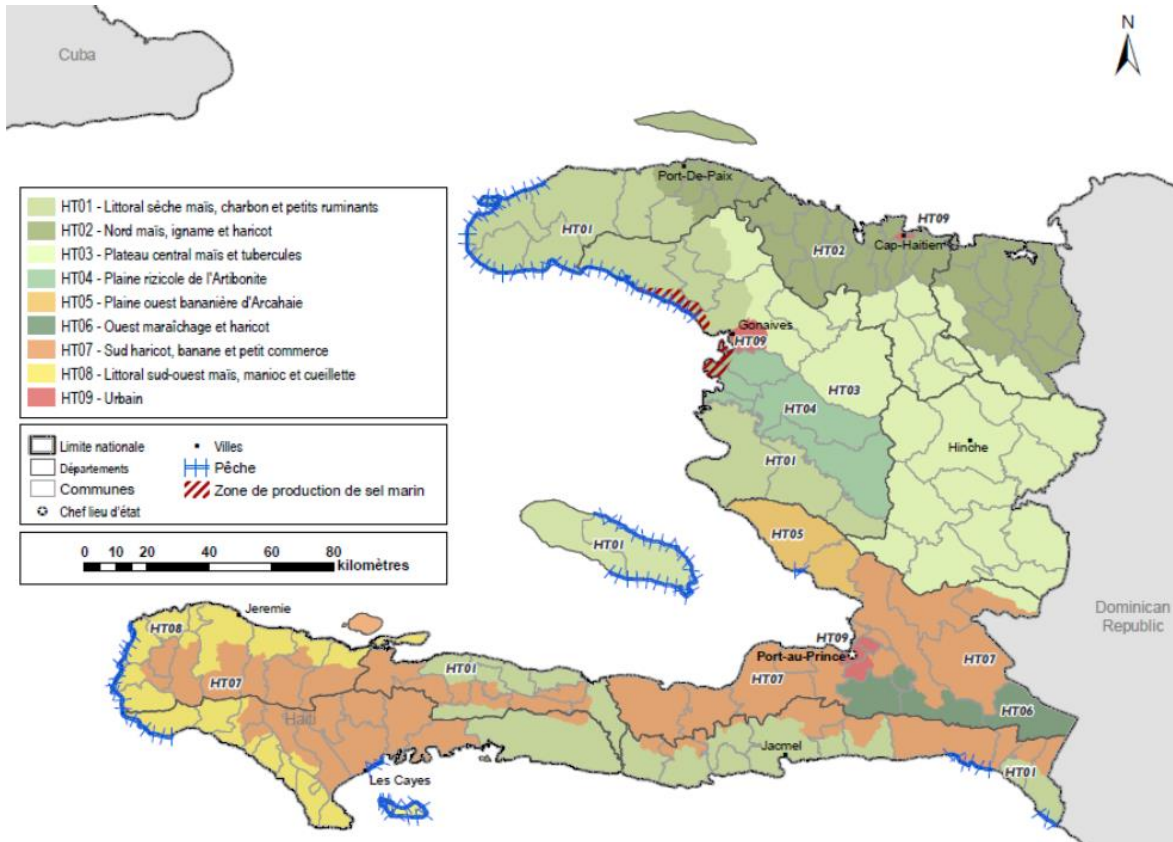 Cuba
N
HT01 - Littoral sèche maïs, charbon et petits ruminants
HT02 - Nord maïs, igname et haricot
HT03 - Plateau central maïs et tubercules
HT04 - Plaine rizicole de l'Artibonite
HT05 - Plaine ouest bananière d'Arcahaie
HT06 - Ouest maraîchage et haricot
HT07 - Sud haricot, banane et petit commerce
HT08 - Littoral sud-ouest maïs, manioc et cueillette
HT09 - Urbain
Limite nationale
Départements
Communes
Chef lieu d'état
Villes
Pêche
Zone de production de sel marin
0 10 20 40 60 80
kilomètres
Port-De-Paix
HT01
HT09
Cap-Haïtien
HT02
Gonaives
HT09
HT03
HT04
Hinche
HT01
HT05
HT01
Dominican
Republic
Jeremie
HT08
HT07
HT01
Haiti
HT09
Port-au-Prince
HT07
HT07
HT06
Jacmel
Les Cayes
HT01